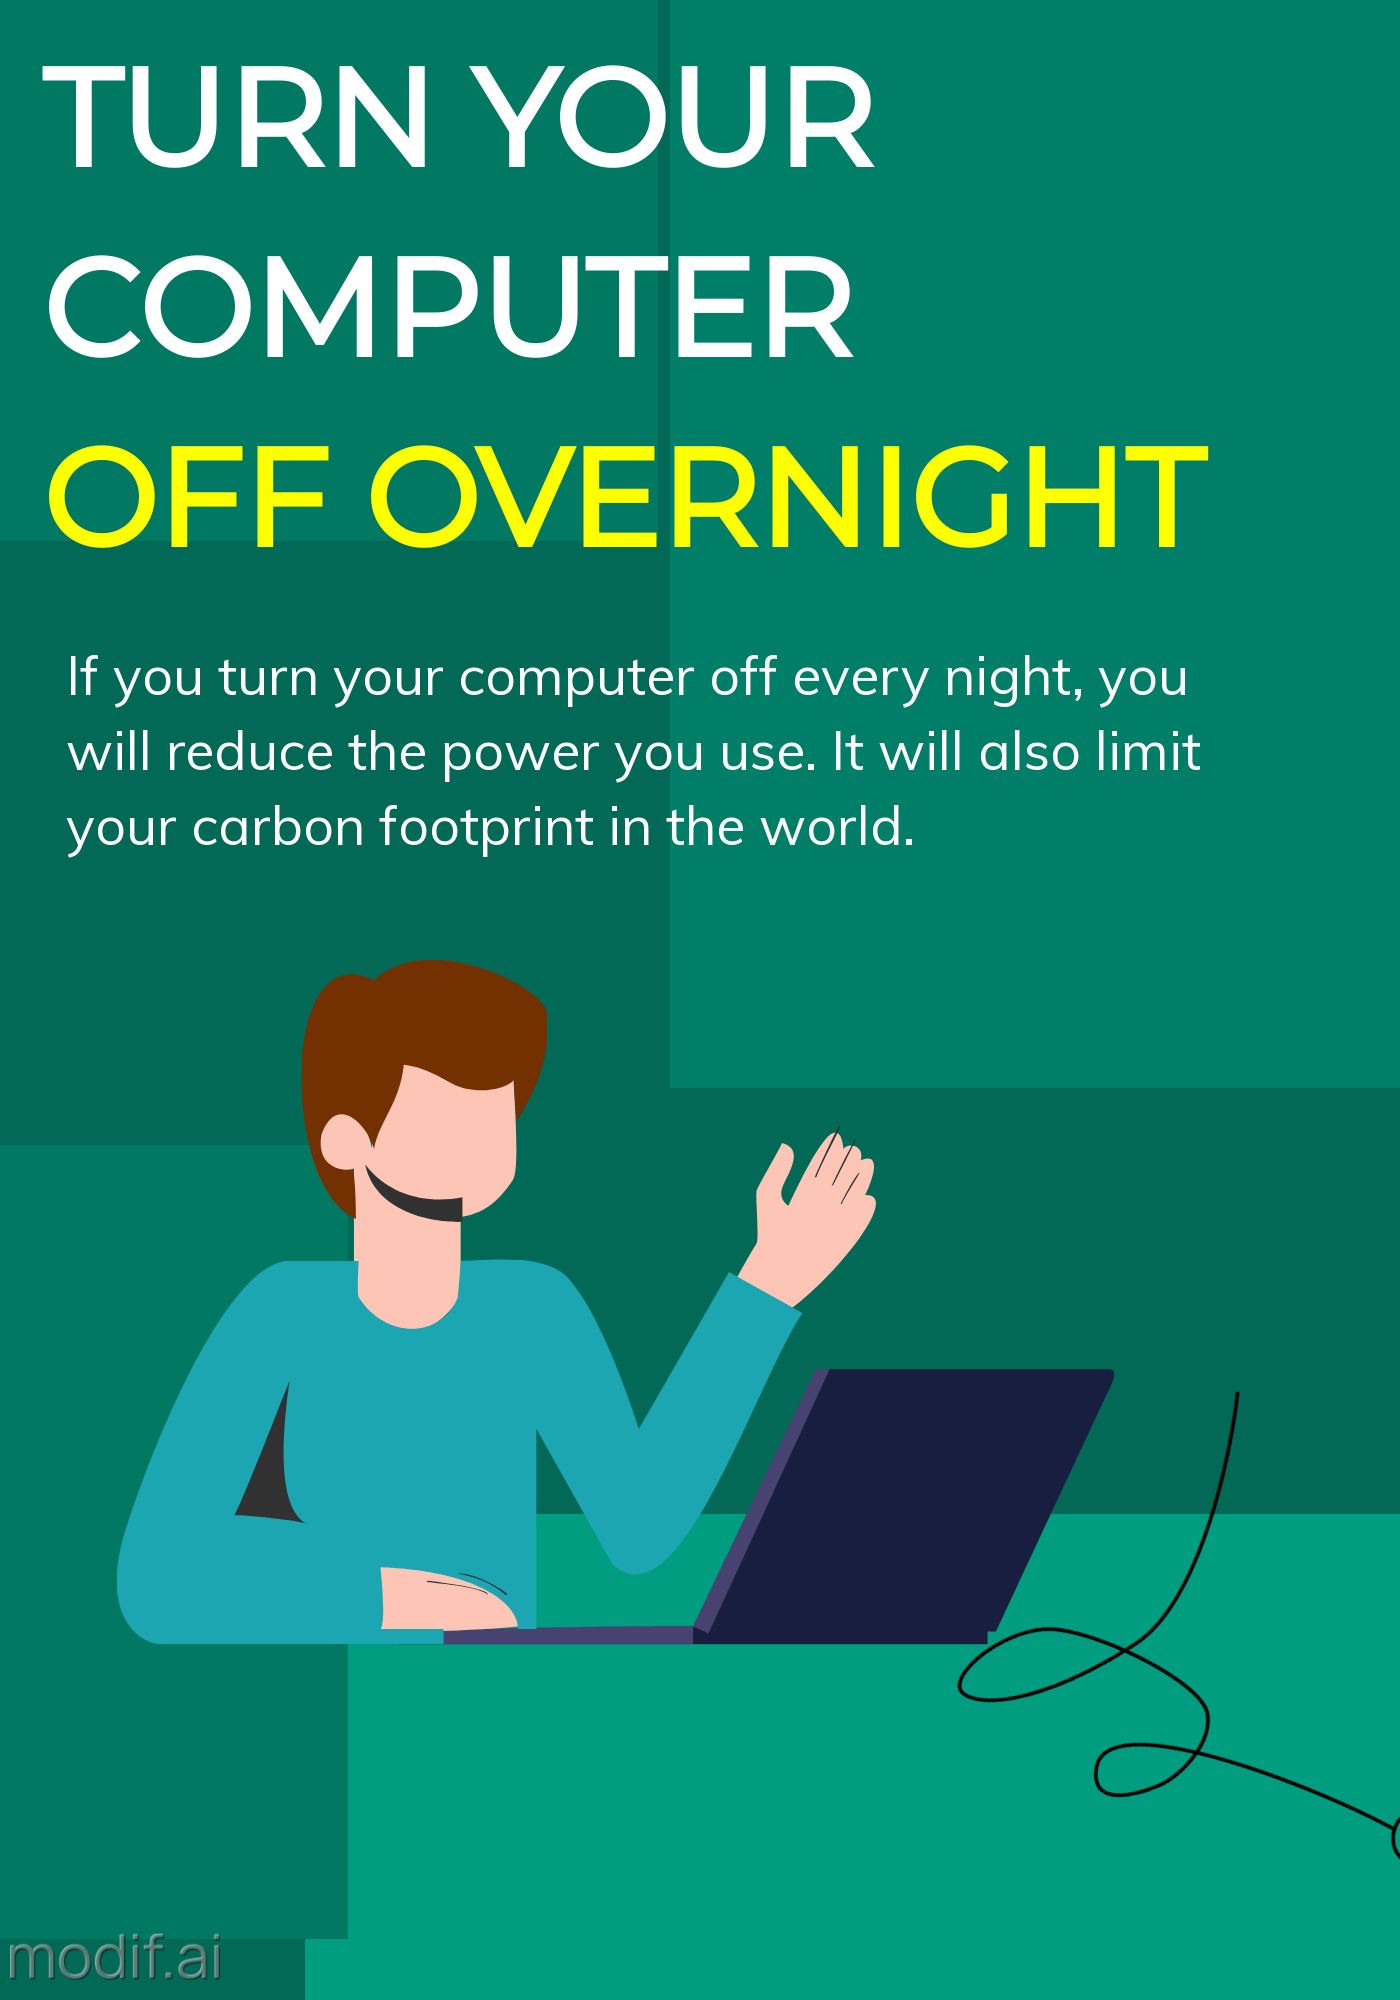 TURN YOUR
COMPUTER
OFF OVERNIGHT
If you turn your computer off every night, you
will reduce the power you use. It will also limit
your carbon footprint in the world.
modif.ai